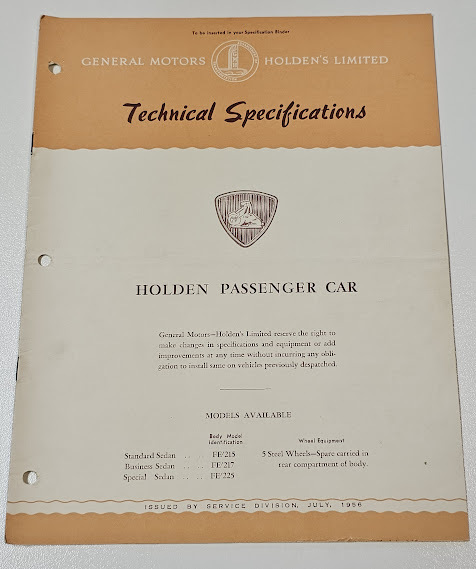 To be Inserted in your Specification Binder
GENERAL MOTORS HOLDEN'S LIMITED
Technical Specifications
HOLDEN PASSENGER CAR
General Motors—Holden's Limited reserve the right to
make changes in specifications and equipment or add
improvements at any time without incurring any obli-
gation to install same on vehicles previously despatched.
MODELS AVAILABLE
Body Model
Identification
Wheel Equipment
Standard Sedan .. .. FE/215 5 Steel Wheels—Spare carried in
Business Sedan .. .. FE/217 rear compartment of body.
Special Sedan .. .. FE/225
ISSUED BY SERVICE DIVISION, JULY, 1956